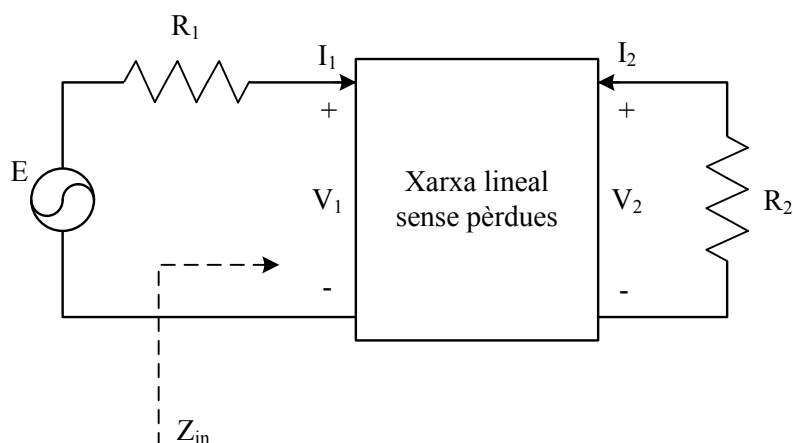 R1
I1
I2
+
+
E
V1
Xarxa lineal
sense pèrdues
V2
R2
-
-
Zin